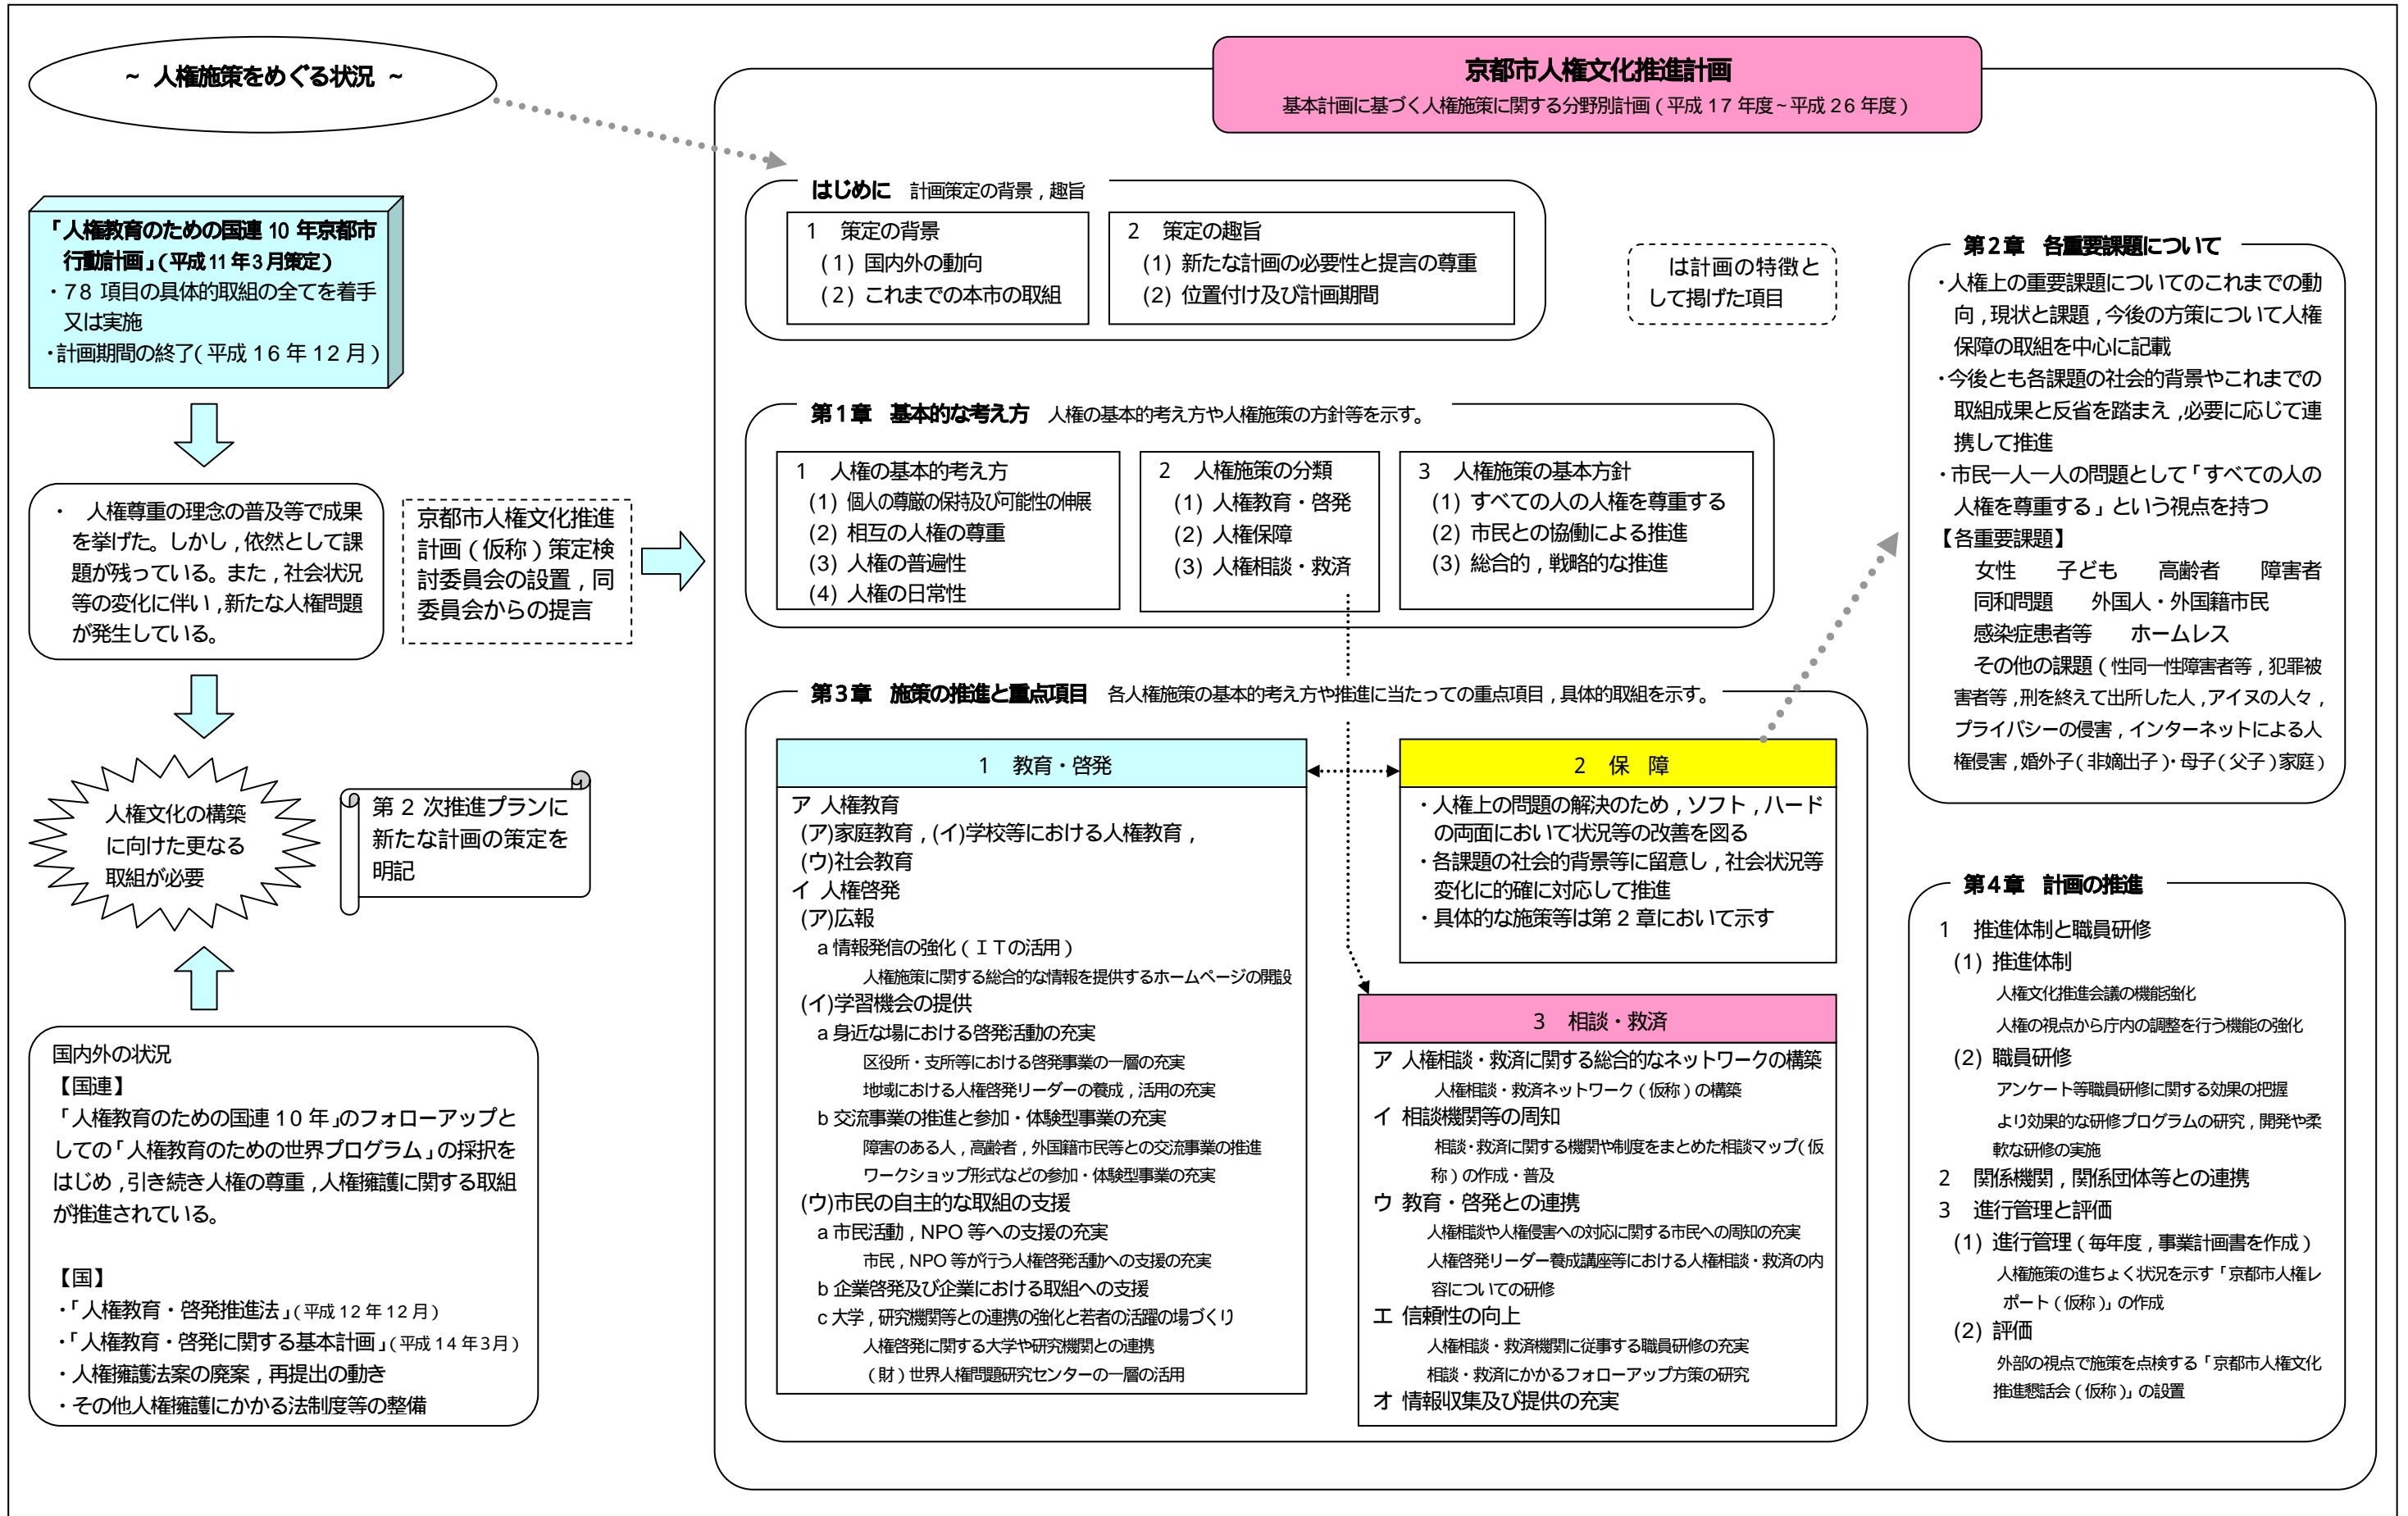 ~ 人権施策をめぐる状況 ~
「人権教育のための国連 10 年京都市
行動計画」（平成 11 年 3 月策定）
・78 項目の具体的取組の全てを着手
又は実施
・計画期間の終了（平成 16 年 12 月）
・ 人権尊重の理念の普及等で成果
を挙げた。しかし，依然として課
題が残っている。また，社会状況
等の変化に伴い，新たな人権問題
が発生している。
京都市人権文化推進
計画（仮称）策定検
討委員会の設置，同
委員会からの提言
人権文化の構築
に向けた更なる
取組が必要
第 2 次推進プランに
新たな計画の策定を
明記
国内外の状況
【国連】
「人権教育のための国連 10 年」のフォローアップと
しての「人権教育のための世界プログラム」の採択を
はじめ，引き続き人権の尊重，人権擁護に関する取組
が推進されている。
【国】
・「人権教育・啓発推進法」（平成 12 年 12 月）
・「人権教育・啓発に関する基本計画」（平成 14 年 3 月）
・人権擁護法案の廃案，再提出の動き
・その他人権擁護にかかる法制度等の整備
京都市人権文化推進計画
基本計画に基づく人権施策に関する分野別計画（平成 17 年度~平成 26 年度）
はじめに 計画策定の背景，趣旨
1 策定の背景
(1) 国内外の動向
(2) これまでの本市の取組
2 策定の趣旨
(1) 新たな計画の必要性と提言の尊重
(2) 位置付け及び計画期間
は計画の特徴と
して掲げた項目
第1章 基本的な考え方 人権の基本的考え方や人権施策の方針等を示す。
1 人権の基本的考え方
(1) 個人の尊厳の保持及び可能性の伸展
(2) 相互の人権の尊重
(3) 人権の普遍性
(4) 人権の日常性
2 人権施策の分類
(1) 人権教育・啓発
(2) 人権保障
(3) 人権相談・救済
3 人権施策の基本方針
(1) すべての人の人権を尊重する
(2) 市民との協働による推進
(3) 総合的，戦略的な推進
第3章 施策の推進と重点項目 各人権施策の基本的考え方や推進に当たっての重点項目，具体的取組を示す。
1 教育・啓発
ア 人権教育
(ア)家庭教育，(イ)学校等における人権教育，
(ウ)社会教育
イ 人権啓発
(ア)広報
a 情報発信の強化（ＩＴの活用）
人権施策に関する総合的な情報を提供するホームページの開設
(イ)学習機会の提供
a 身近な場における啓発活動の充実
区役所・支所等における啓発事業の一層の充実
地域における人権啓発リーダーの養成，活用の充実
b 交流事業の推進と参加・体験型事業の充実
障害のある人，高齢者，外国籍市民等との交流事業の推進
ワークショップ形式などの参加・体験型事業の充実
(ウ)市民の自主的な取組の支援
a 市民活動，NPO 等への支援の充実
市民，NPO 等が行う人権啓発活動への支援の充実
b 企業啓発及び企業における取組への支援
c 大学，研究機関等との連携の強化と若者の活躍の場づくり
人権啓発に関する大学や研究機関との連携
（財）世界人権問題研究センターの一層の活用
2 保 障
・人権上の問題の解決のため，ソフト，ハード
の両面において状況等の改善を図る
・各課題の社会的背景等に留意し，社会状況等
変化に的確に対応して推進
・具体的な施策等は第 2 章において示す
3 相談・救済
ア 人権相談・救済に関する総合的なネットワークの構築
人権相談・救済ネットワーク（仮称）の構築
イ 相談機関等の周知
相談・救済に関する機関や制度をまとめた相談マップ（仮
称）の作成・普及
ウ 教育・啓発との連携
人権相談や人権侵害への対応に関する市民への周知の充実
人権啓発リーダー養成講座等における人権相談・救済の内
容についての研修
エ 信頼性の向上
人権相談・救済機関に従事する職員研修の充実
相談・救済にかかるフォローアップ方策の研究
オ 情報収集及び提供の充実
第2章 各重要課題について
・人権上の重要課題についてのこれまでの動
向，現状と課題，今後の方策について人権
保障の取組を中心に記載
・今後とも各課題の社会的背景やこれまでの
取組成果と反省を踏まえ，必要に応じて連
携して推進
・市民一人一人の問題として「すべての人の
人権を尊重する」という視点を持つ
【各重要課題】
女性 子ども 高齢者 障害者
同和問題 外国人・外国籍市民
感染症患者等 ホームレス
その他の課題（性同一性障害者等，犯罪被
害者等，刑を終えて出所した人，アイヌの人々，
プライバシーの侵害，インターネットによる人
権侵害，婚外子（非嫡出子）・母子（父子）家庭）
第4章 計画の推進
1 推進体制と職員研修
(1) 推進体制
人権文化推進会議の機能強化
人権の視点から庁内の調整を行う機能の強化
(2) 職員研修
アンケート等職員研修に関する効果の把握
より効果的な研修プログラムの研究，開発や柔
軟な研修の実施
2 関係機関，関係団体等との連携
3 進行管理と評価
(1) 進行管理（毎年度，事業計画書を作成）
人権施策の進ちょく状況を示す「京都市人権レ
ポート（仮称）」の作成
(2) 評価
外部の視点で施策を点検する「京都市人権文化
推進懇話会（仮称）」の設置